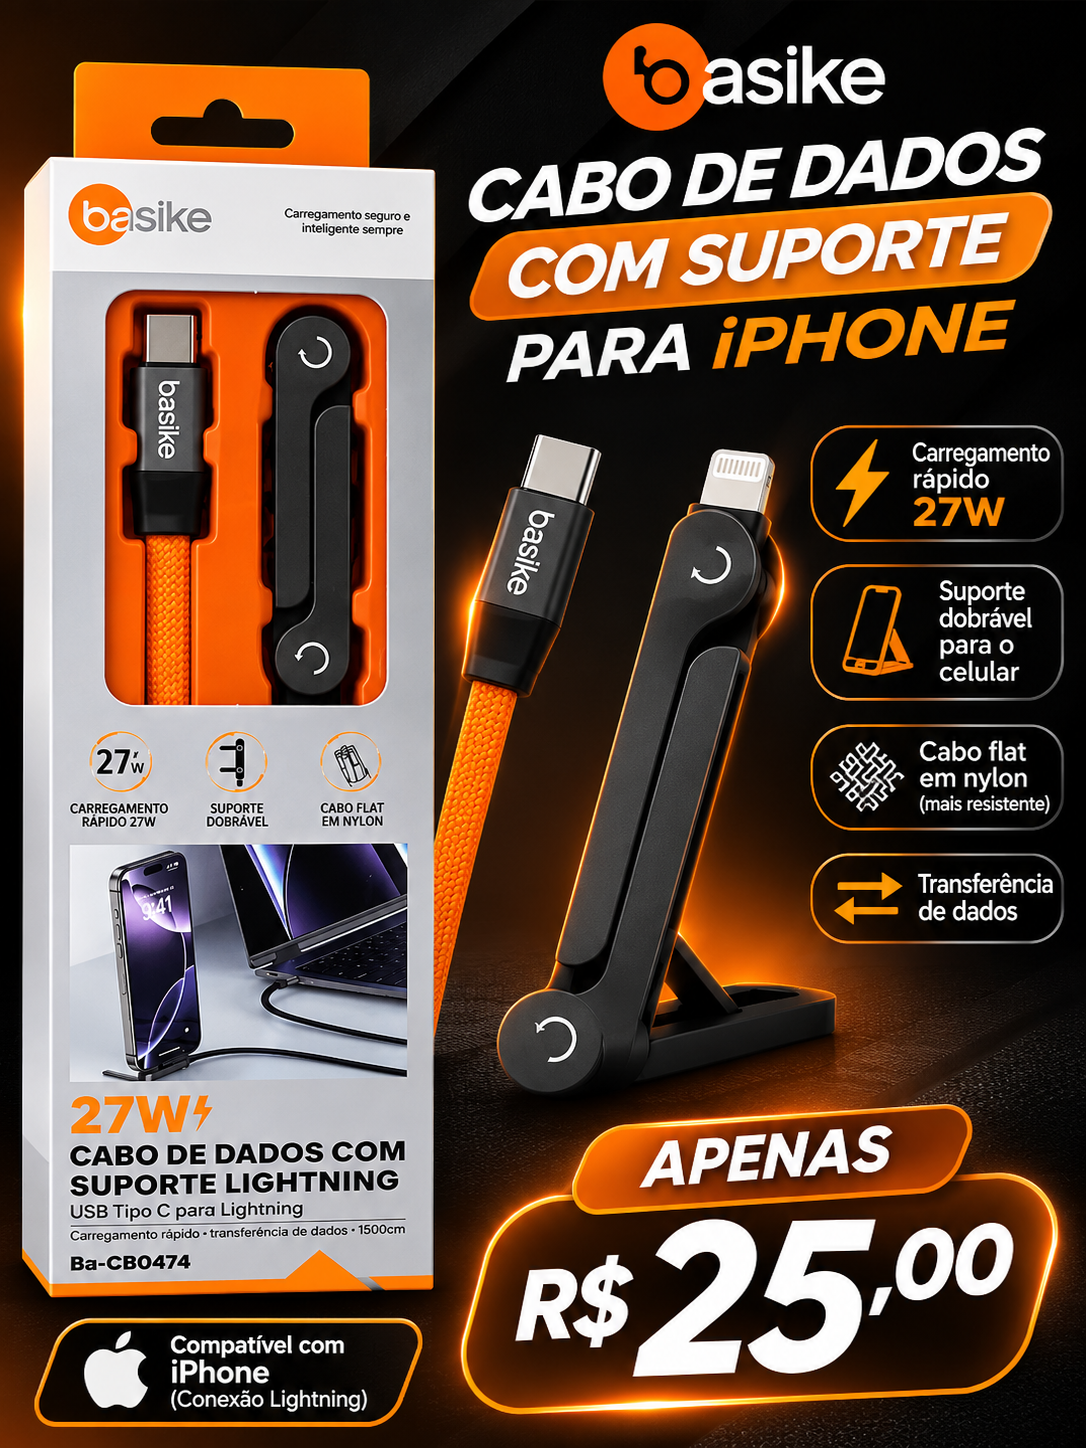 basike
CABO DE DADOS
COM SUPORTE
PARA iPHONE
basike
Carregamento seguro e
inteligente sempre
basike
27W
CARREGAMENTO
RÁPIDO 27W
SUPORTE
DOBRÁVEL
CABO FLAT
EM NYLON
9:41
27W
CABO DE DADOS COM
SUPORTE LIGHTNING
USB Tipo C para Lightning
Carregamento rápido • transferência de dados • 1500cm
Ba-CB0474
basike
Carregamento
rápido
27W
Suporte
dobrável
para o
celular
Cabo flat
em nylon
(mais resistente)
Transferência
de dados
APENAS
R$ 25,00
Compatível com
iPhone
(Conexão Lightning)